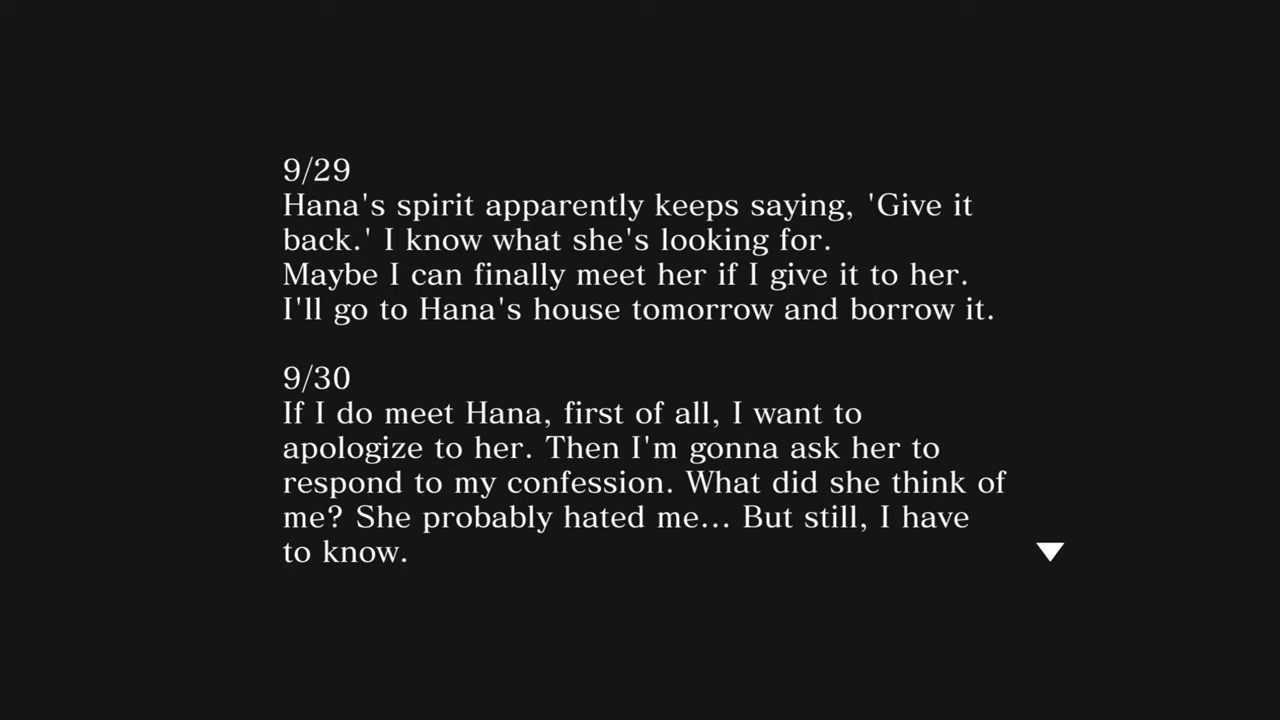 9/29
Hana's spirit apparently keeps saying, 'Give it
back.' I know what she's looking for.
Maybe I can finally meet her if I give it to her.
I'll go to Hana's house tomorrow and borrow it.
9/30
If I do meet Hana, first of all, I want to
apologize to her. Then I'm gonna ask her to
respond to my confession. What did she think of
me? She probably hated me... But still, I have
to know.